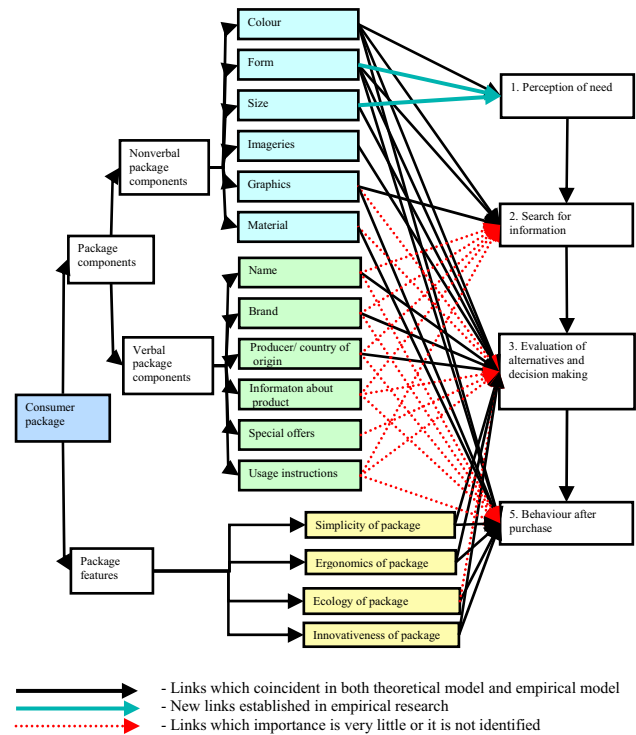 Colour
Form
Size
Imageries
Graphics
Material
Nonverbal
package
components
Package
components
Name
Brand
Producer/ country of
origin
Informaton about
product
Special offers
Usage instructions
Verbal
package
components
Consumer
package
Package
features
Simplicity of package
Ergonomics of package
Ecology of package
Innovativeness of package
1. Perception of need
2. Search for
information
3. Evaluation of
alternatives and
decision making
5. Behaviour after
purchase
- Links which coincident in both theoretical model and empirical model
- New links established in empirical research
- Links which importance is very little or it is not identified